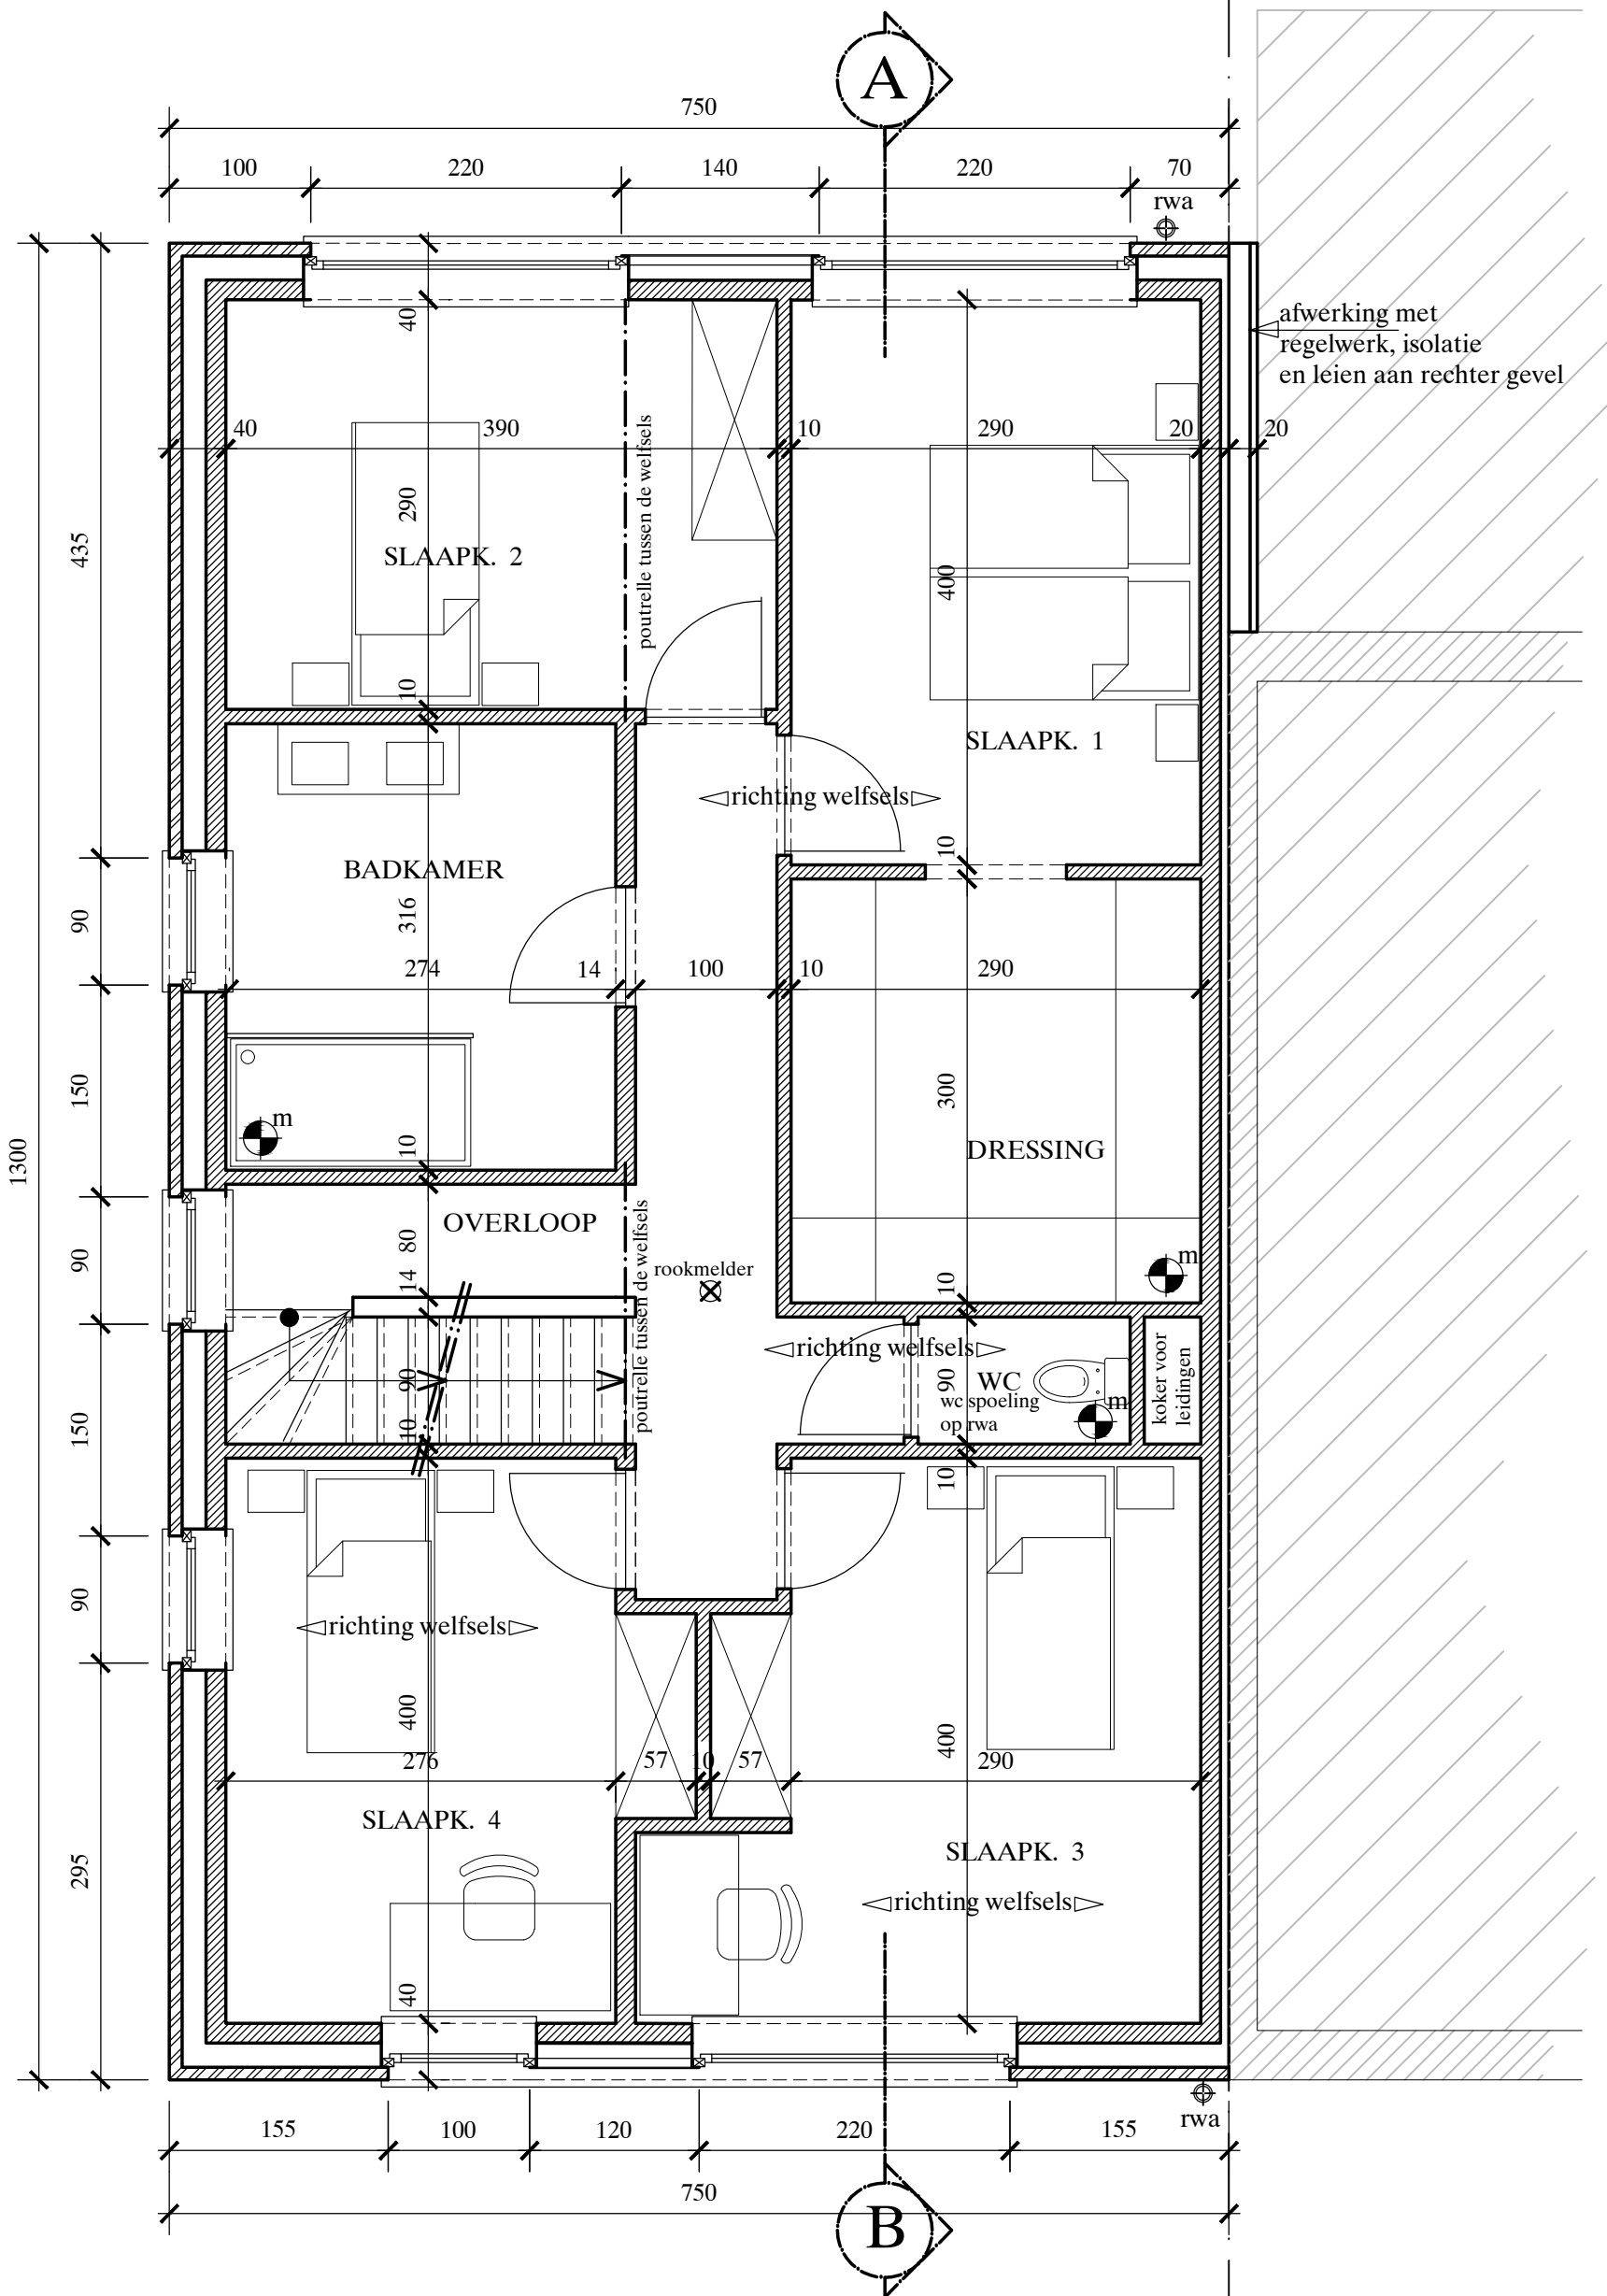 A
750
100 220 140 220 70
rwa
afwerking met
regelwerk, isolatie
en leien aan rechter gevel
40
40 390 10 290 20 20
poutrelle tussen de welfsels
290
435
SLAAPK. 2
400
10
SLAAPK. 1
richting welfsels
10
BADKAMER
316
90
274 14 100 10 290
150
300
m
10
DRESSING
1300
OVERLOOP
80
90
14
rookmelder
m
10
poutrelle tussen de welfsels
richting welfsels
90
WC
90
wc spoeling
op rwa
m
koker voor
leidingen
150
10
10
90
richting welfsels
400
400
276 57 10 57 290
SLAAPK. 4
SLAAPK. 3
295
richting welfsels
40
rwa
155 100 120 220 155
750
B